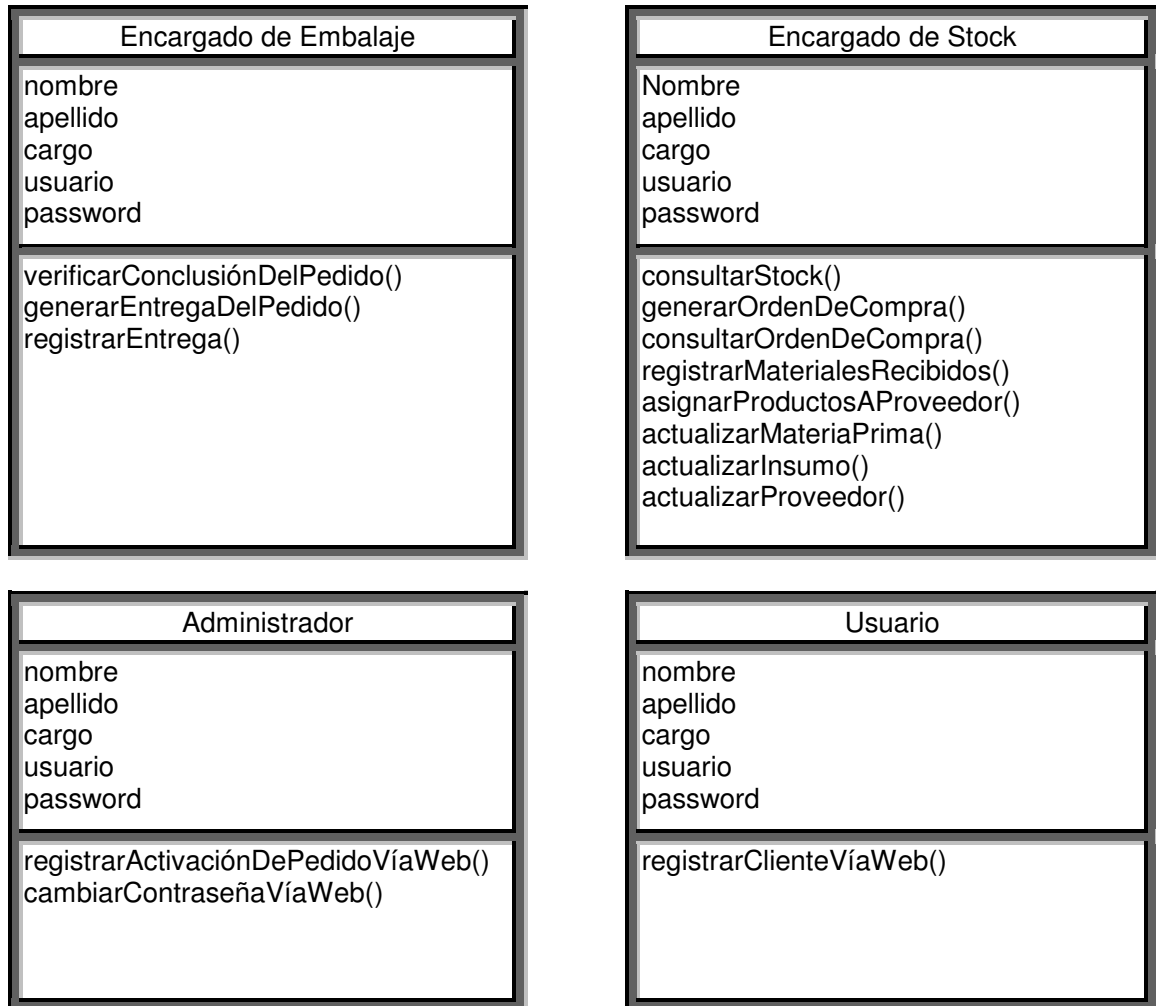 Encargado de Embalaje
nombre
apellido
cargo
usuario
password
verificarConclusiónDelPedido()
generarEntregaDelPedido()
registrarEntrega()
Encargado de Stock
Nombre
apellido
cargo
usuario
password
consultarStock()
generarOrdenDeCompra()
consultarOrdenDeCompra()
registrarMaterialesRecibidos()
asignarProductosAProveedor()
actualizarMateriaPrima()
actualizarInsumo()
actualizarProveedor()
Administrador
nombre
apellido
cargo
usuario
password
registrarActivaciónDePedidoVíaWeb()
cambiarContraseñaVíaWeb()
Usuario
nombre
apellido
cargo
usuario
password
registrarClienteVíaWeb()